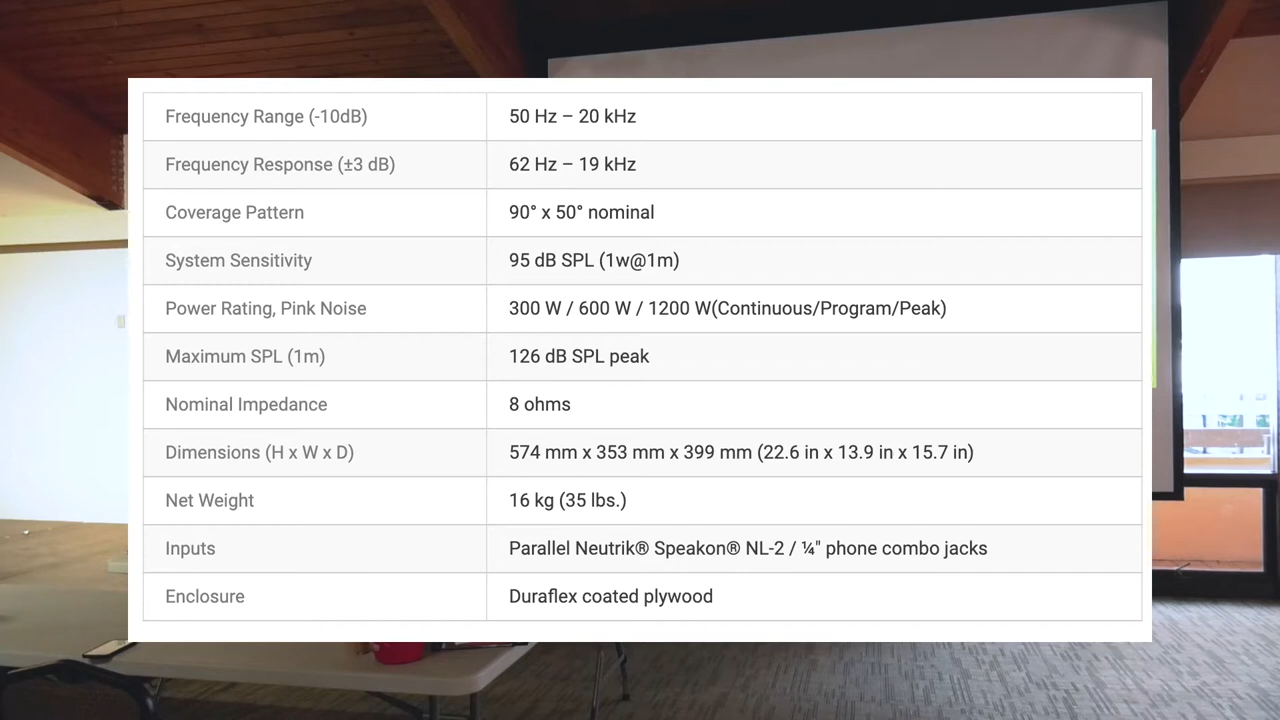 Frequency Range (-10dB) 50 Hz – 20 kHz
Frequency Response (±3 dB) 62 Hz – 19 kHz
Coverage Pattern 90° x 50° nominal
System Sensitivity 95 dB SPL (1w@1m)
Power Rating, Pink Noise 300 W / 600 W / 1200 W(Continuous/Program/Peak)
Maximum SPL (1m) 126 dB SPL peak
Nominal Impedance 8 ohms
Dimensions (H x W x D) 574 mm x 353 mm x 399 mm (22.6 in x 13.9 in x 15.7 in)
Net Weight 16 kg (35 lbs.)
Inputs Parallel Neutrik® Speakon® NL-2 / ¼" phone combo jacks
Enclosure Duraflex coated plywood